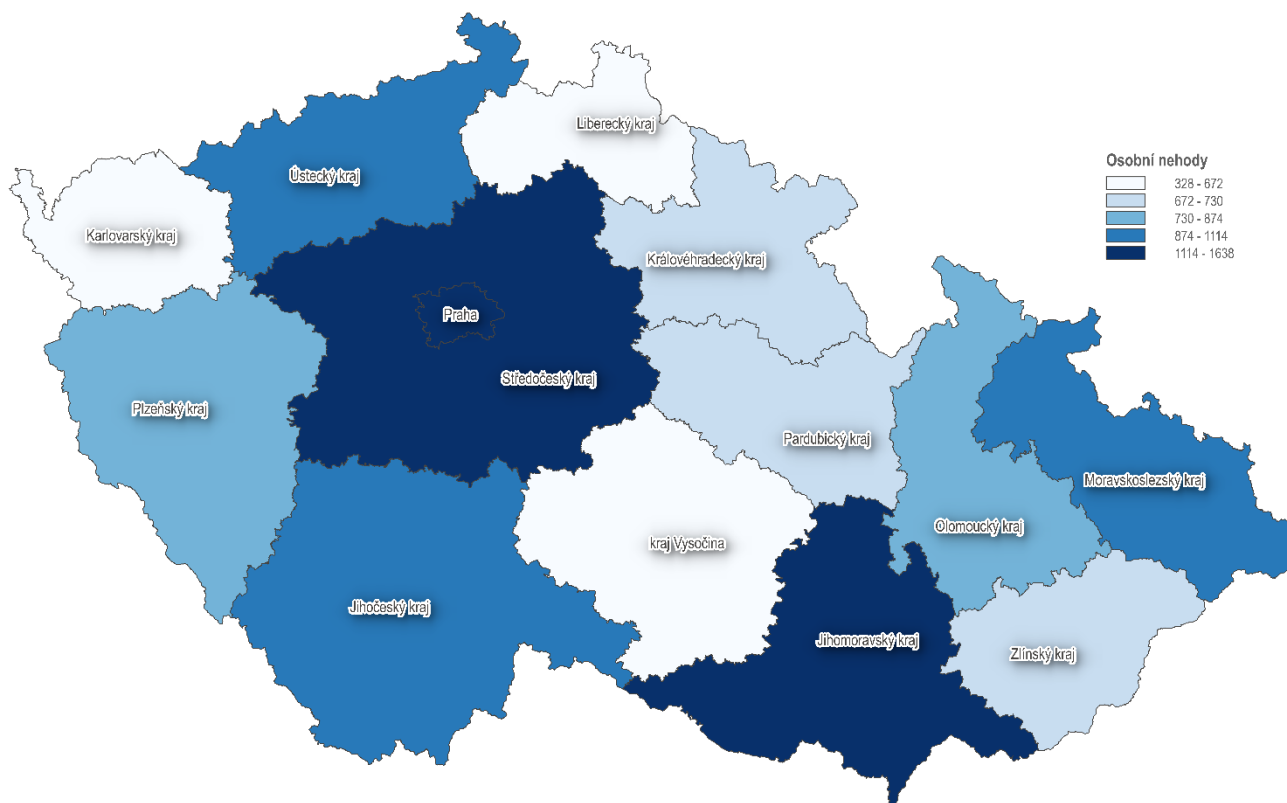 Liberecký kraj
Ústecký kraj
Osobní nehody
328 - 672
672 - 730
730 - 874
874 - 1114
1114 - 1638
Karlovarský kraj
Královéhradecký kraj
Praha
Středočeský kraj
Plzeňský kraj
Pardubický kraj
Moravskoslezský kraj
Olomoucký kraj
kraj Vysočina
Jihočeský kraj
Jihomoravský kraj
Zlínský kraj